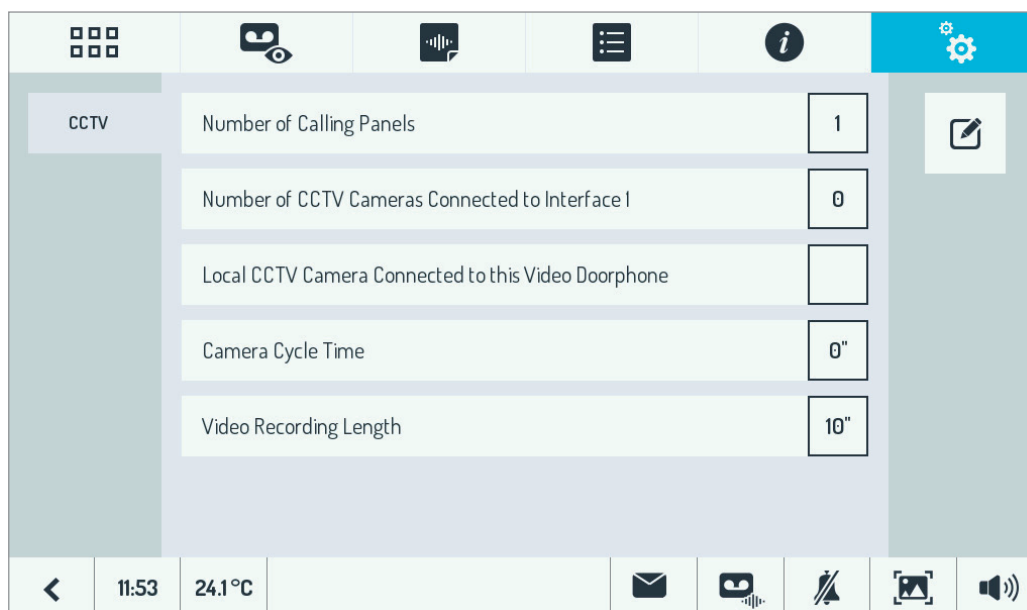 CCTV
Number of Calling Panels 1
Number of CCTV Cameras Connected to Interface 1 0
Local CCTV Camera Connected to this Video Doorphone
Camera Cycle Time 0"
Video Recording Length 10"
11:53 24.1 °C